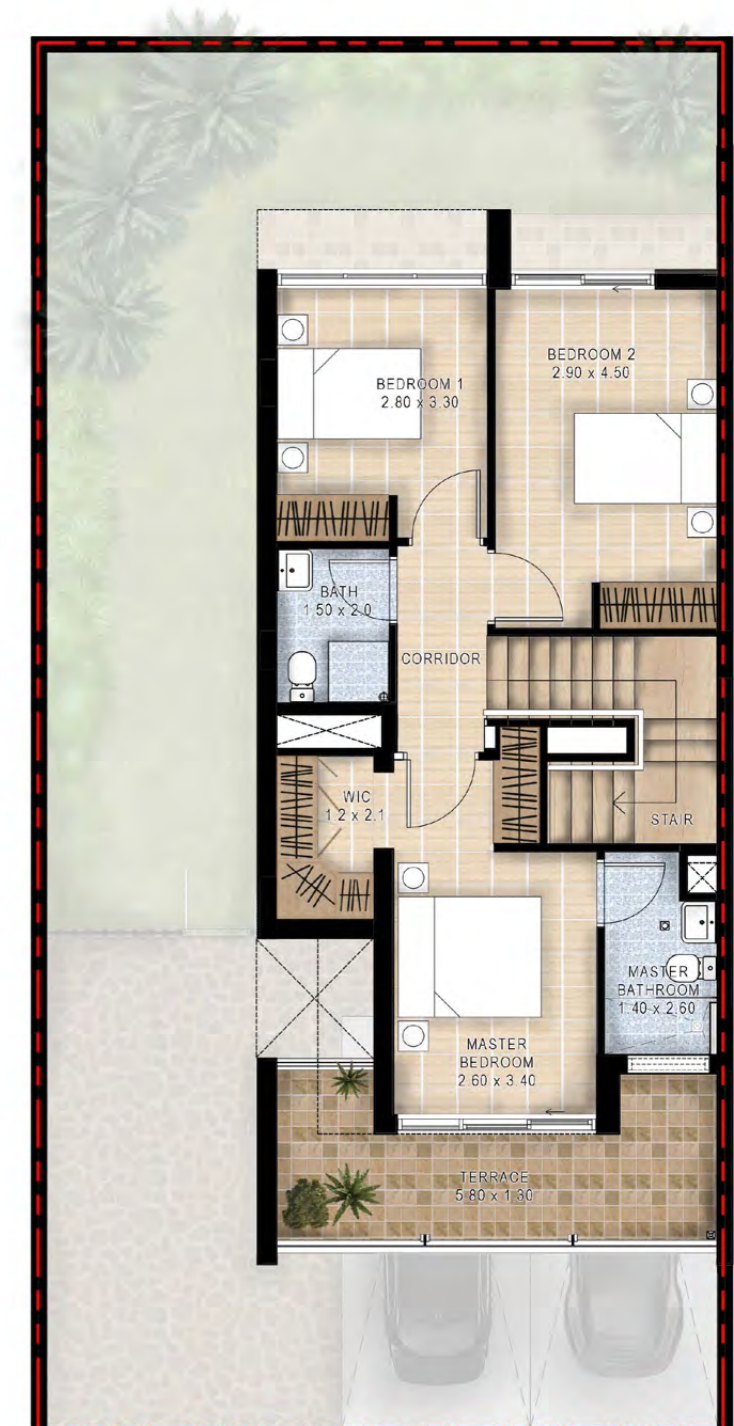 BEDROOM 2
2.90 x 4.50
BEDROOM 1
2.80 x 3.30
BATH
1.50 x 2.0
CORRIDOR
WIC
1.2 x 2.1
STAIR
MASTER
BATHROOM
1.40 x 2.60
MASTER
BEDROOM
2.60 x 3.40
TERRACE
5.80 x 1.30